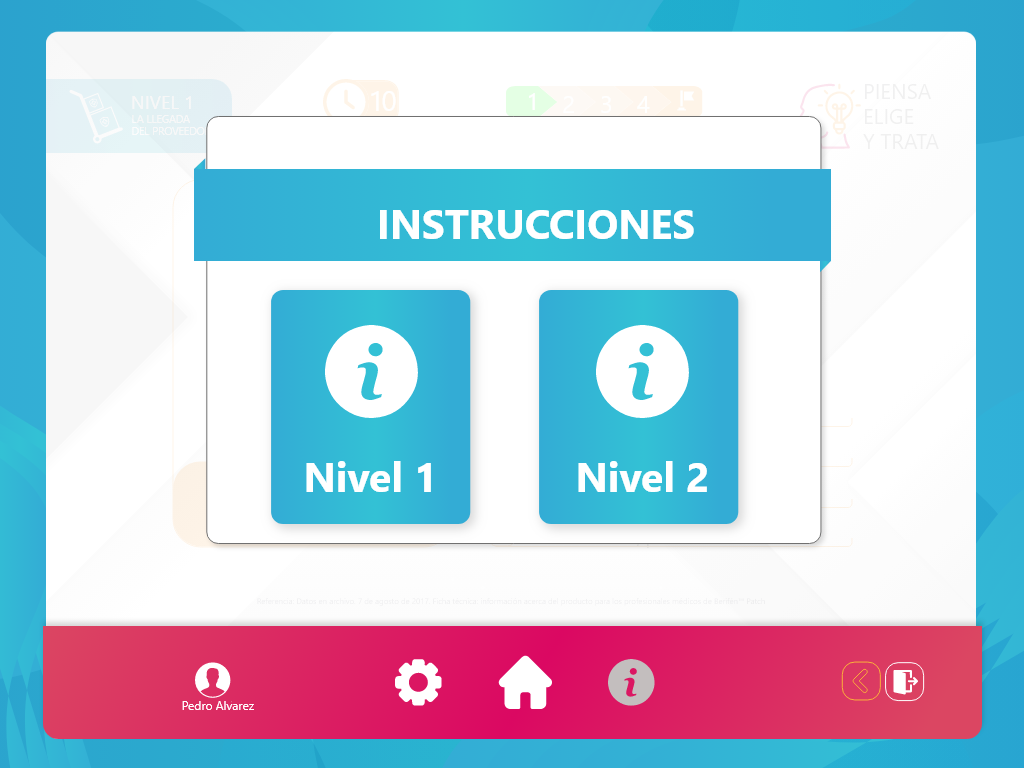 NIVEL 1
LA LLEGADA
DEL PROVEEDO
10
1 2 3 4
PIENSA
ELIGE
Y TRATA
INSTRUCCIONES
i
i
Nivel 1
Nivel 2
Pedro Alvarez
i